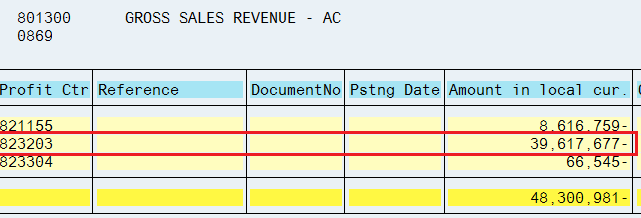 801300 GROSS SALES REVENUE - AC
0869
Profit Ctr Reference DocumentNo Pstng Date Amount in local cur.
821155 8,616,759-
823203 39,617,677-
823304 66,545-
48,300,981-